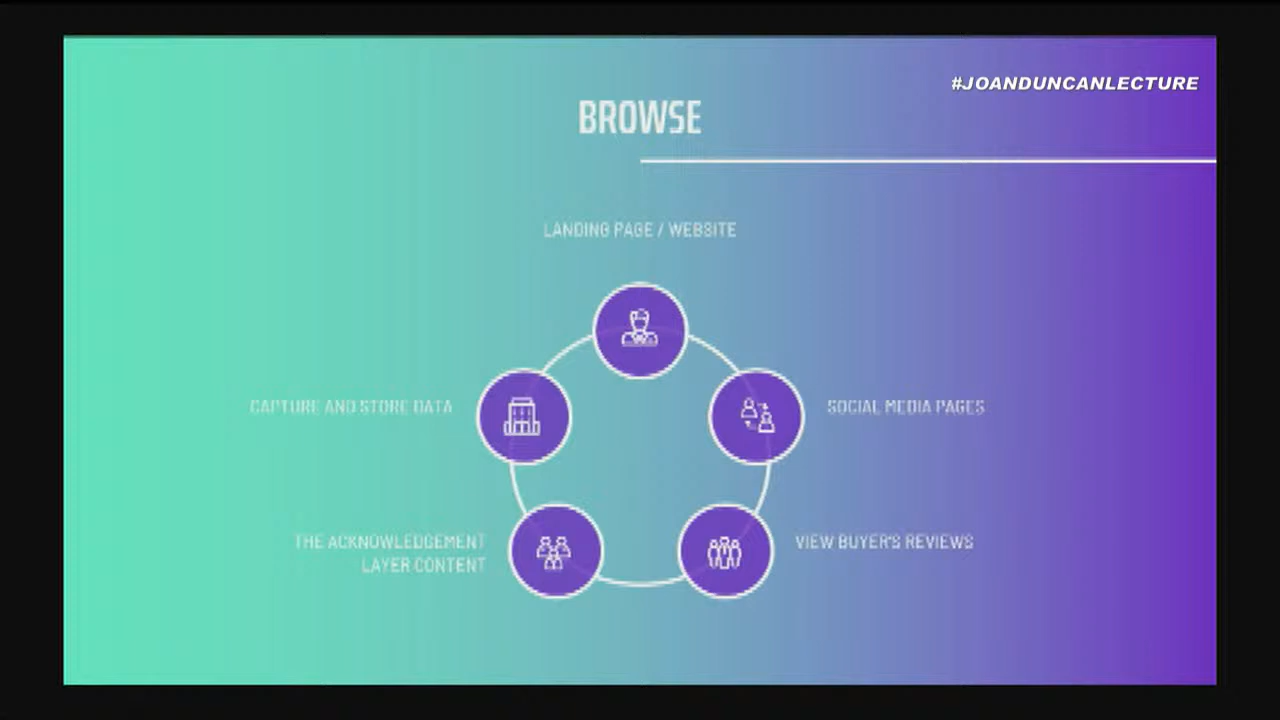 #JOANDUNCANLECTURE
BROWSE
LANDING PAGE / WEBSITE
CAPTURE AND STORE DATA
SOCIAL MEDIA PAGES
THE ACKNOWLEDGEMENT
LAYER CONTENT
VIEW BUYER'S REVIEWS